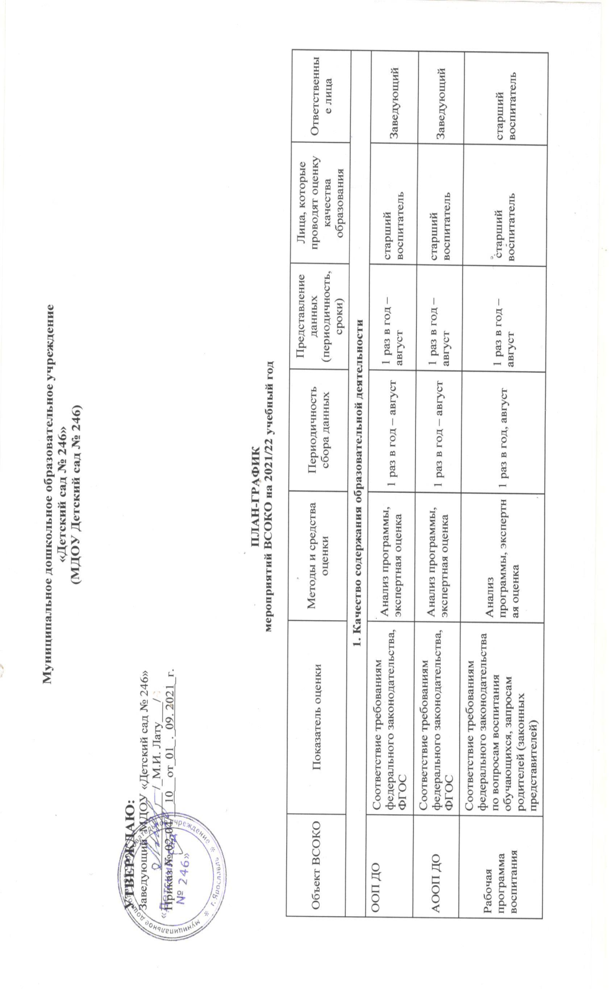 Муниципальное дошкольное образовательное учреждение
«Детский сад № 246»
(МДОУ Детский сад № 246)
УТВЕРЖДАЮ:
Заведующий МДОУ «Детский сад № 246»
/_М.И. Лату___/
Приказ № 02-04/___10__ от_01_._09. 2021_г.
муниципальное учреждение
«Детский сад
№ 246»
* г. Ярославль *
ПЛАН-ГРАФИК
мероприятий ВСОКО на 2021/22 учебный год
Объект ВСОКО
Показатель оценки
Методы и средства
оценки
Периодичность
сбора данных
Представление
данных
(периодичность,
сроки)
Лица, которые
проводят оценку
качества
образования
Ответственны
е лица
1. Качество содержания образовательной деятельности
ООП ДО
Соответствие требованиям
федерального законодательства,
ФГОС
Анализ программы,
экспертная оценка
1 раз в год – август
1 раз в год –
август
старший
воспитатель
Заведующий
АООП ДО
Соответствие требованиям
федерального законодательства,
ФГОС
Анализ программы,
экспертная оценка
1 раз в год – август
1 раз в год –
август
старший
воспитатель
Заведующий
Рабочая
программа
воспитания
Соответствие требованиям
федерального законодательства
по вопросам воспитания
обучающихся, запросам
родителей (законных
представителей)
Анализ
программы, экспертн
ая оценка
1 раз в год, август
1 раз в год –
август
старший
воспитатель
старший
воспитатель